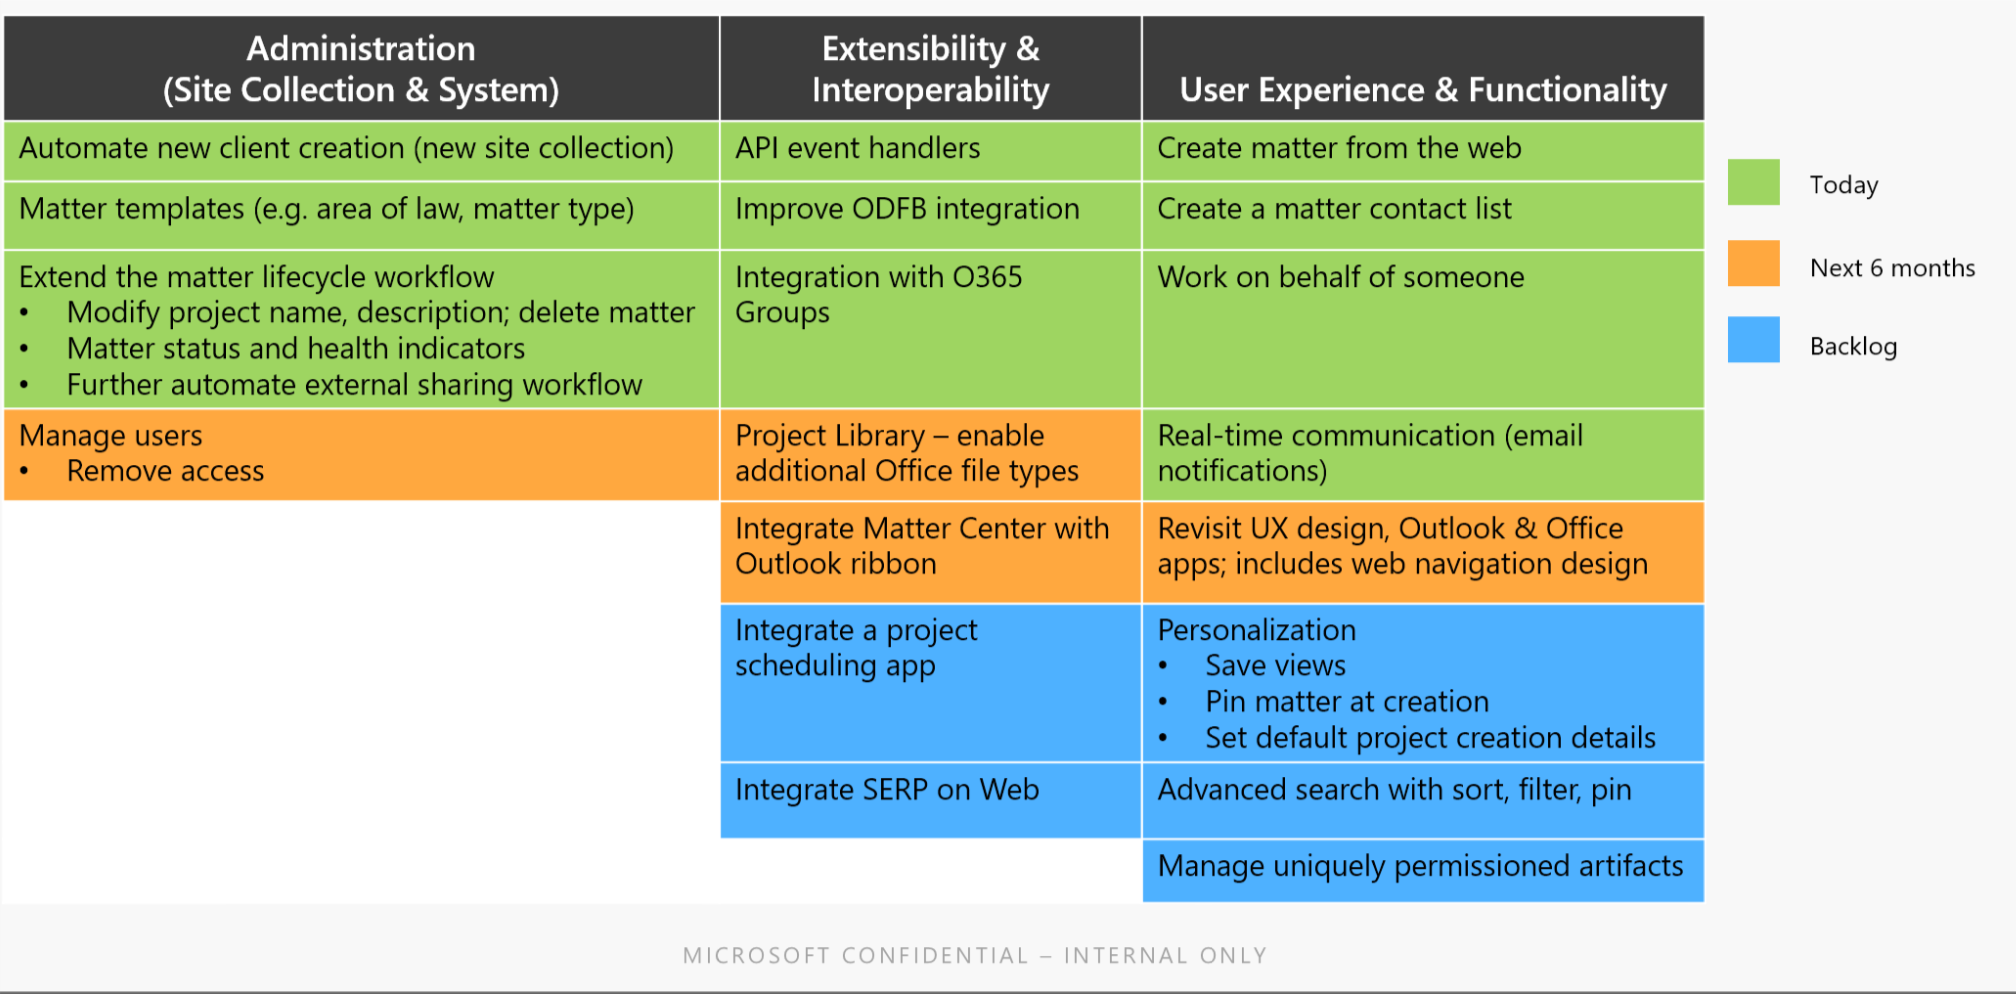 Administration
(Site Collection & System)
Extensibility &
Interoperability
User Experience & Functionality
Automate new client creation (new site collection)
API event handlers
Create matter from the web
Matter templates (e.g. area of law, matter type)
Improve ODFB integration
Create a matter contact list
Extend the matter lifecycle workflow
• Modify project name, description; delete matter
• Matter status and health indicators
• Further automate external sharing workflow
Integration with O365
Groups
Work on behalf of someone
Manage users
• Remove access
Project Library – enable
additional Office file types
Real-time communication (email
notifications)
Integrate Matter Center with
Outlook ribbon
Revisit UX design, Outlook & Office
apps; includes web navigation design
Integrate a project
scheduling app
Personalization
• Save views
• Pin matter at creation
• Set default project creation details
Integrate SERP on Web
Advanced search with sort, filter, pin
Manage uniquely permissioned artifacts
Today
Next 6 months
Backlog
MICROSOFT CONFIDENTIAL – INTERNAL ONLY